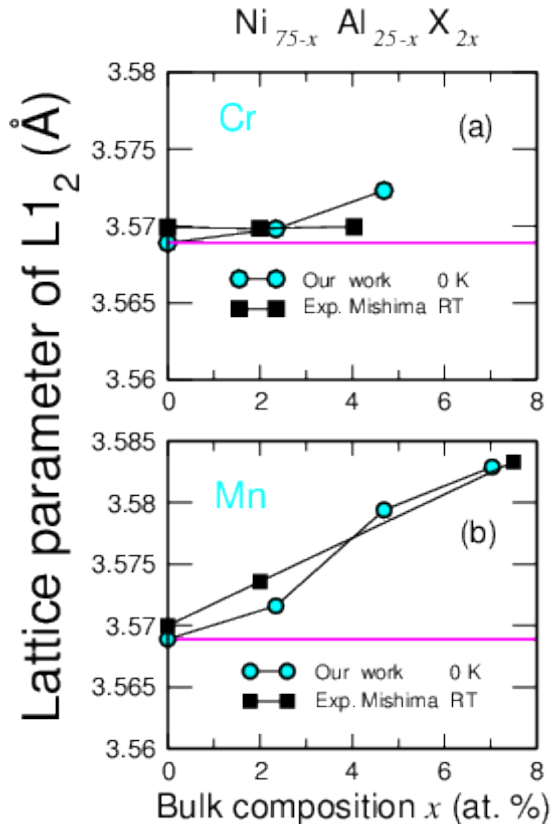 Ni 75-x Al 25-x X 2x
Lattice parameter of L1₂ (Å)
3.58
3.575
3.57
3.565
3.56
Cr
(a)
Our work 0 K
Exp. Mishima RT
0 2 4 6 8
3.585
3.58
3.575
3.57
3.565
3.56
Mn
(b)
Our work 0 K
Exp. Mishima RT
0 2 4 6 8
Bulk composition x (at. %)